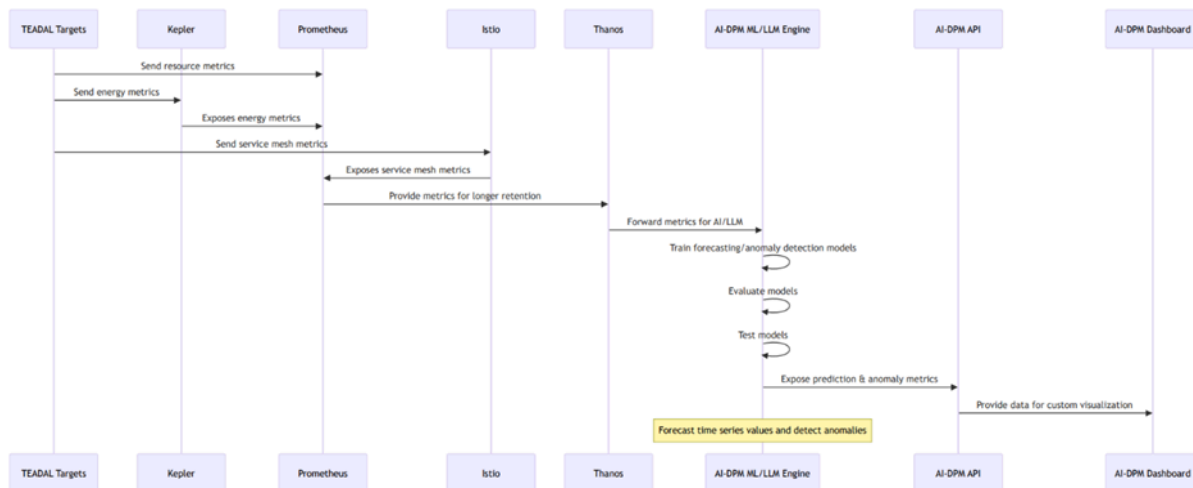 TEADAL Targets
Kepler
Prometheus
Istio
Thanos
AI-DPM ML/LLM Engine
AI-DPM API
AI-DPM Dashboard
Send resource metrics
Send energy metrics
Exposes energy metrics
Send service mesh metrics
Exposes service mesh metrics
Provide metrics for longer retention
Forward metrics for AI/LLM
Train forecasting/anomaly detection models
Evaluate models
Test models
Expose prediction & anomaly metrics
Provide data for custom visualization
Forecast time series values and detect anomalies
TEADAL Targets
Kepler
Prometheus
Istio
Thanos
AI-DPM ML/LLM Engine
AI-DPM API
AI-DPM Dashboard